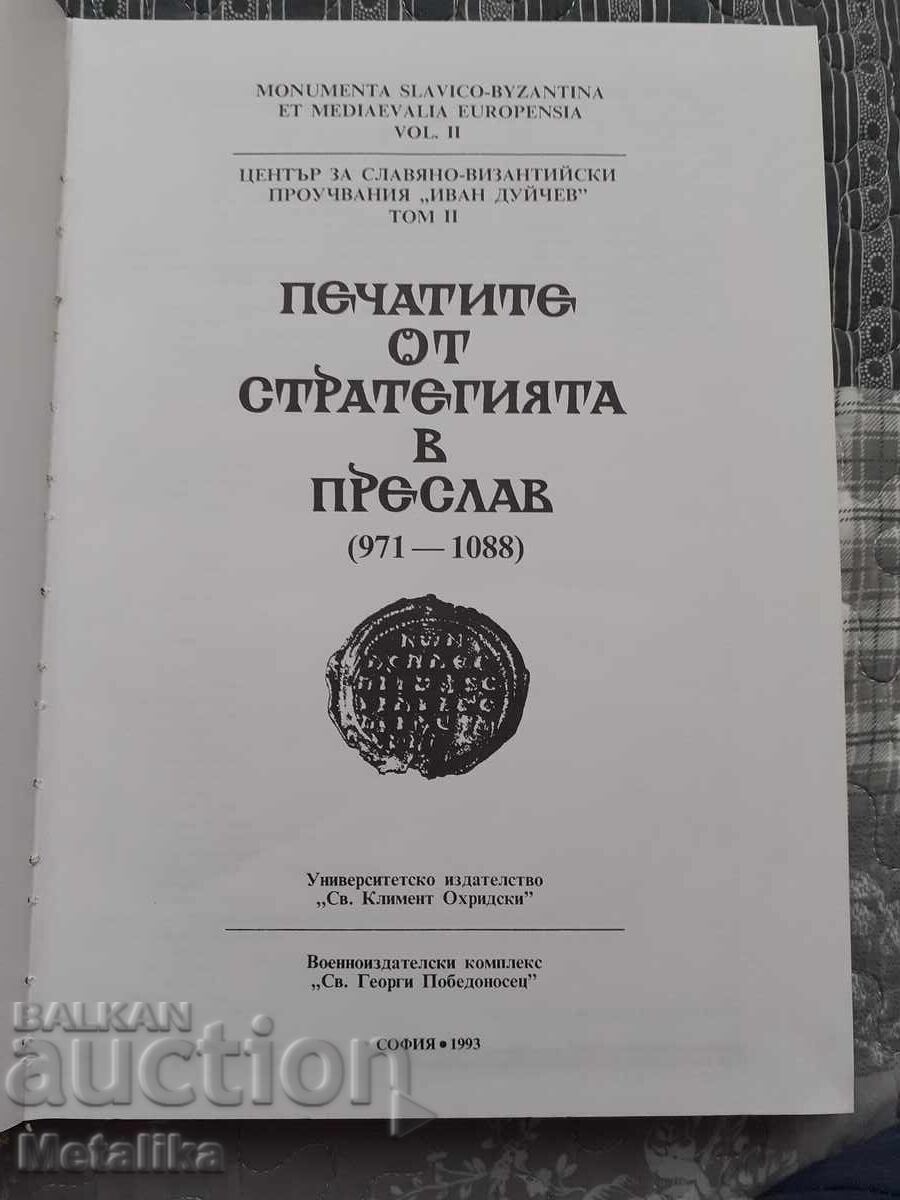 MONUMENTA SLAVICO-BYZANTINA
ET MEDIAEVALIA EUROPENSIA
VOL. II
ЦЕНТЪР ЗА СЛАВЯНО-ВИЗАНТИЙСКИ
ПРОУЧВАНИЯ „ИВАН ДУЙЧЕВ”
ТОМ II
ПЕЧАТИТЕ
ОТ
СТРАТЕГИЯТА
В
ПРЕСЛАВ
(971 — 1088)
Университетско издателство
„Св. Климент Охридски”
Военноиздателски комплекс
„Св. Георги Победоносец”
СОФИЯ • 1993
BALKAN
auction
Metalika